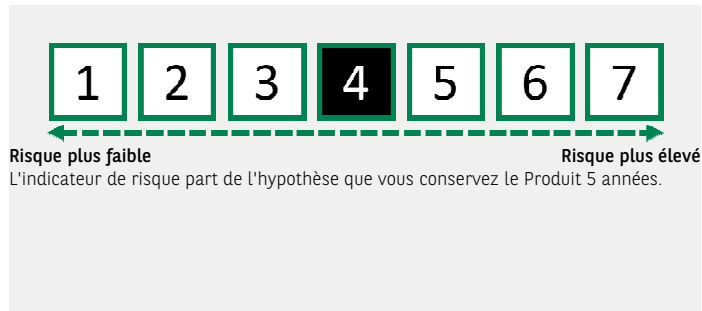 1 2 3 4 5 6 7
Risque plus faible Risque plus élevé
L'indicateur de risque part de l'hypothèse que vous conservez le Produit 5 années.